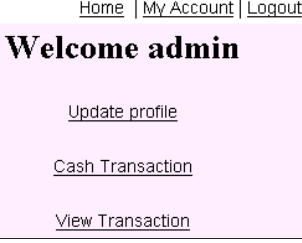 Home | My Account | Logout
Welcome admin
Update profile
Cash Transaction
View Transaction